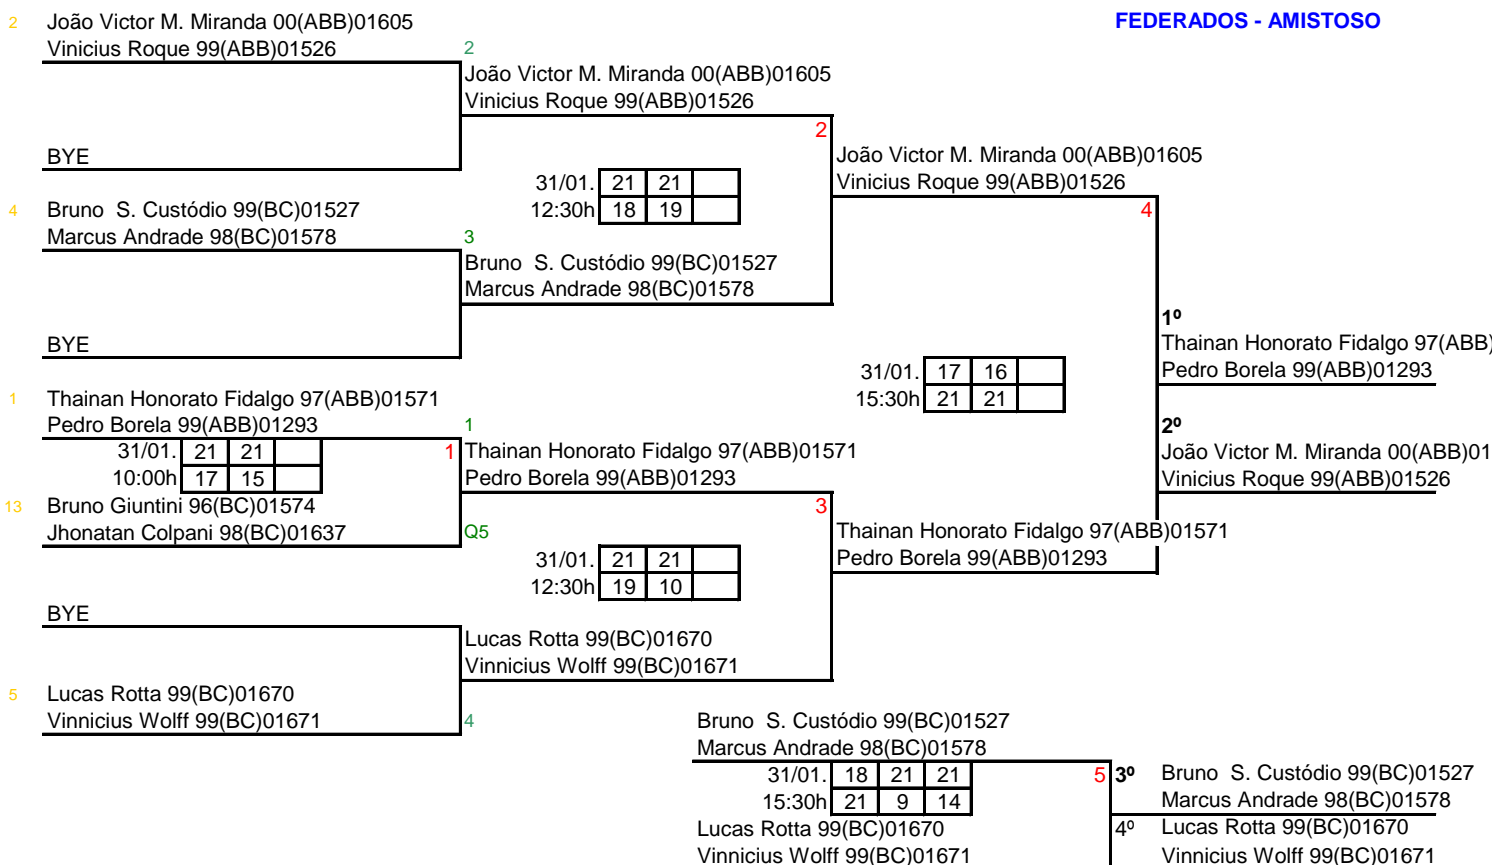 FEDERADOS - AMISTOSO
2 João Victor M. Miranda 00(ABB)01605
Vinicius Roque 99(ABB)01526
2
João Victor M. Miranda 00(ABB)01605
Vinicius Roque 99(ABB)01526
2
BYE
João Victor M. Miranda 00(ABB)01605
Vinicius Roque 99(ABB)01526
31/01. 21 21
12:30h 18 19
4
4 Bruno S. Custódio 99(BC)01527
Marcus Andrade 98(BC)01578
3
Bruno S. Custódio 99(BC)01527
Marcus Andrade 98(BC)01578
BYE
1º
Thainan Honorato Fidalgo 97(ABB)
Pedro Borela 99(ABB)01293
31/01. 17 16
15:30h 21 21
1 Thainan Honorato Fidalgo 97(ABB)01571
Pedro Borela 99(ABB)01293
1
31/01. 21 21
10:00h 17 15
1
Thainan Honorato Fidalgo 97(ABB)01571
Pedro Borela 99(ABB)01293
2º
João Victor M. Miranda 00(ABB)01
Vinicius Roque 99(ABB)01526
13 Bruno Giuntini 96(BC)01574
Jhonatan Colpani 98(BC)01637
Q5
3
Thainan Honorato Fidalgo 97(ABB)01571
Pedro Borela 99(ABB)01293
31/01. 21 21
12:30h 19 10
BYE
Lucas Rotta 99(BC)01670
Vinnicius Wolff 99(BC)01671
5 Lucas Rotta 99(BC)01670
Vinnicius Wolff 99(BC)01671
4
Bruno S. Custódio 99(BC)01527
Marcus Andrade 98(BC)01578
31/01. 18 21 21
15:30h 21 9 14
5
Lucas Rotta 99(BC)01670
Vinnicius Wolff 99(BC)01671
3º Bruno S. Custódio 99(BC)01527
Marcus Andrade 98(BC)01578
4º Lucas Rotta 99(BC)01670
Vinnicius Wolff 99(BC)01671